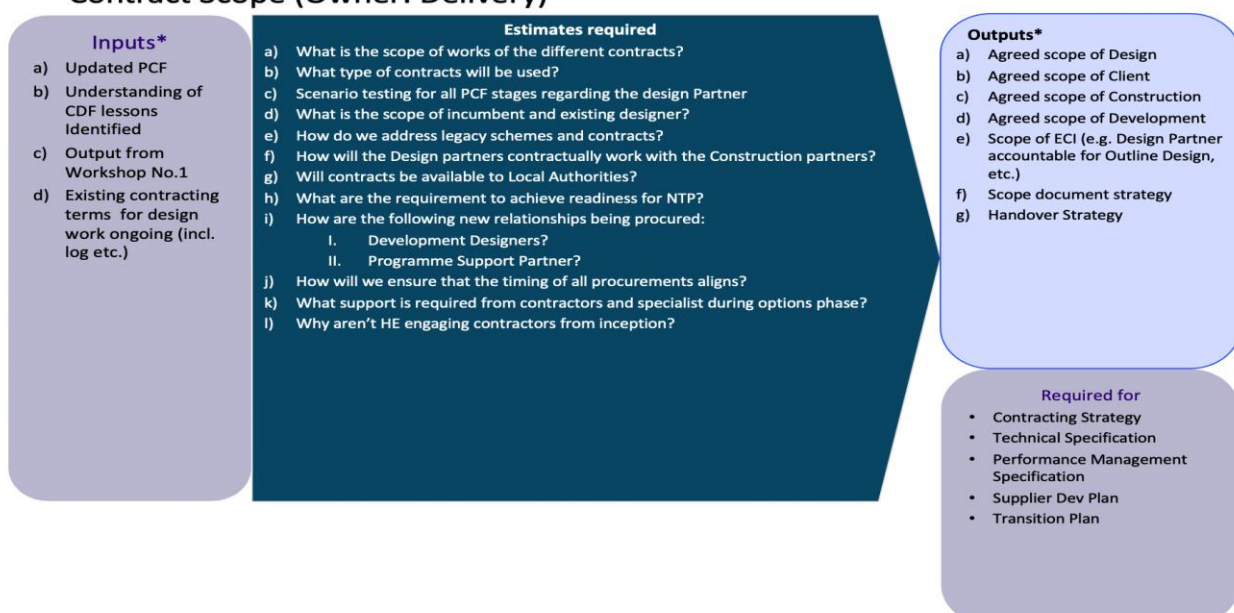 Contract Scope (Owner: Delivery)
Inputs*
a) Updated PCF
b) Understanding of
CDF lessons
Identified
c) Output from
Workshop No.1
d) Existing contracting
terms for design
work ongoing (incl.
log etc.)
Estimates required
a) What is the scope of works of the different contracts?
b) What type of contracts will be used?
c) Scenario testing for all PCF stages regarding the design Partner
d) What is the scope of incumbent and existing designer?
e) How do we address legacy schemes and contracts?
f) How will the Design partners contractually work with the Construction partners?
g) Will contracts be available to Local Authorities?
h) What are the requirement to achieve readiness for NTP?
i) How are the following new relationships being procured:
I. Development Designers?
II. Programme Support Partner?
j) How will we ensure that the timing of all procurements aligns?
k) What support is required from contractors and specialist during options phase?
l) Why aren't HE engaging contractors from inception?
Outputs*
a) Agreed scope of Design
b) Agreed scope of Client
c) Agreed scope of Construction
d) Agreed scope of Development
e) Scope of ECI (e.g. Design Partner
accountable for Outline Design,
etc.)
f) Scope document strategy
g) Handover Strategy
Required for
• Contracting Strategy
• Technical Specification
• Performance Management
Specification
• Supplier Dev Plan
• Transition Plan